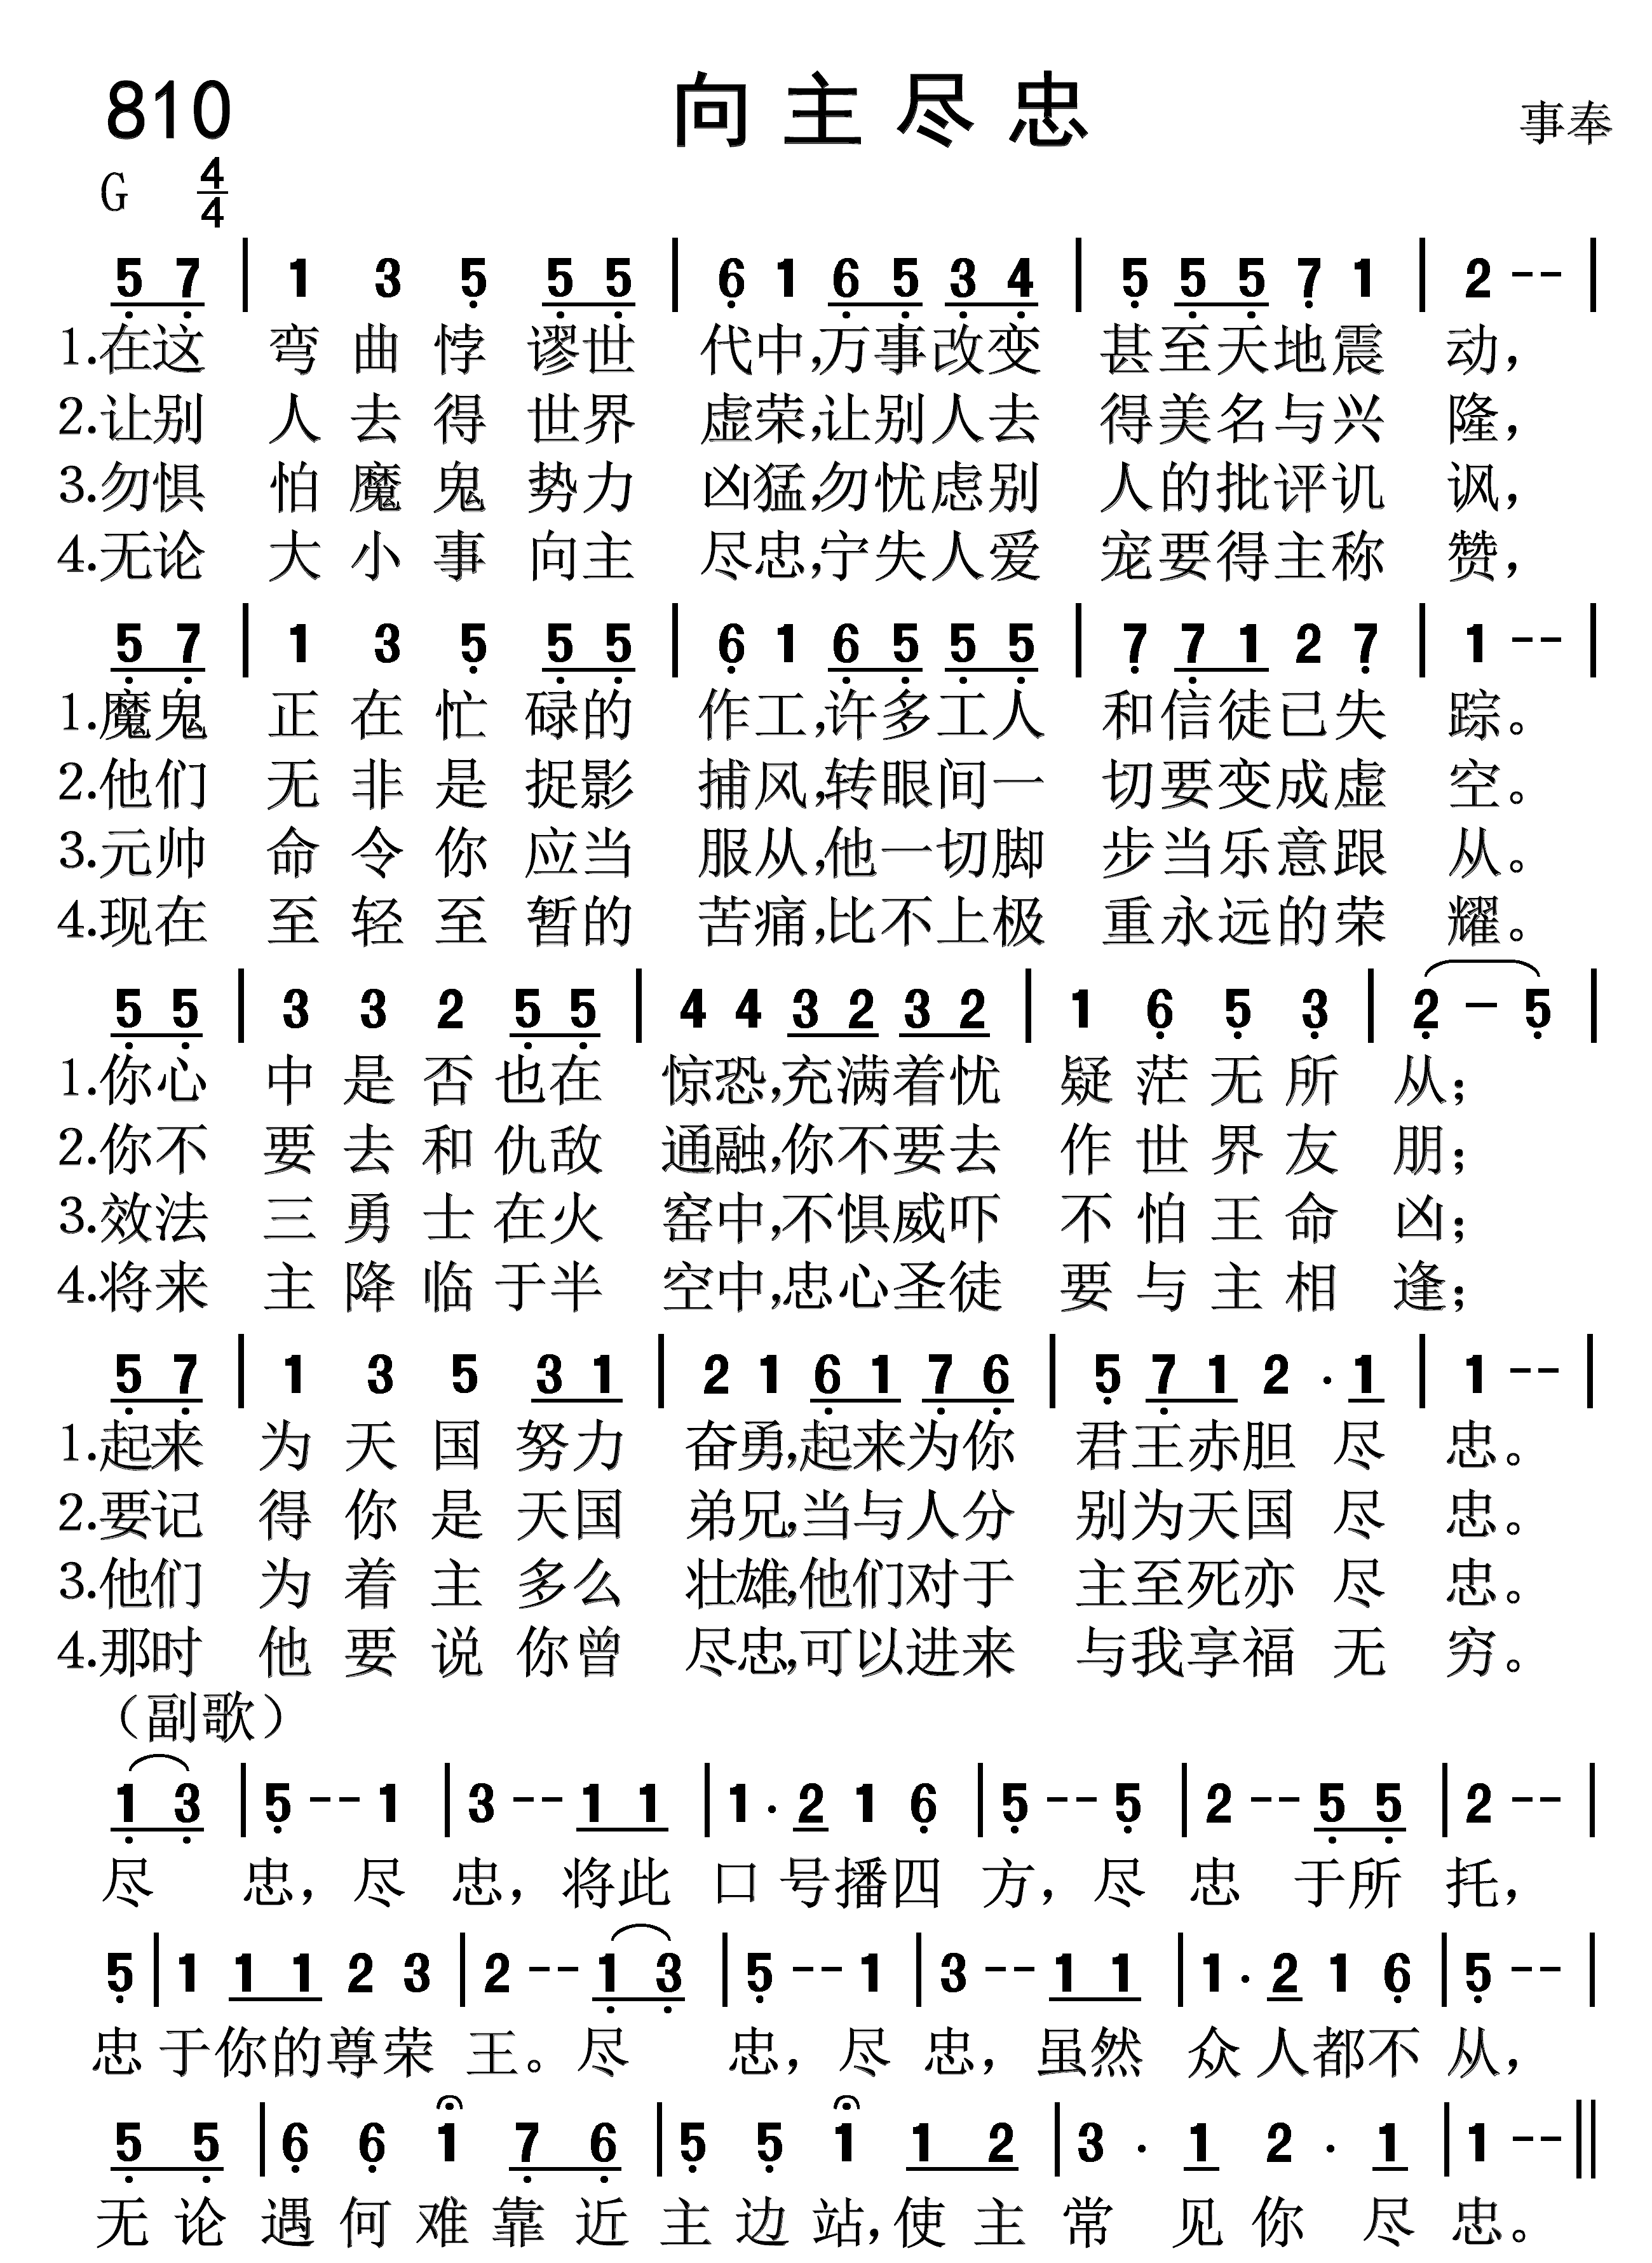 810 向主尽忠 事奉
G 4/4
5 7 | 1 3 5 5 5 | 6 1 6 5 3 4 | 5 5 5 7 1 | 2 - - |
1.在这 弯曲悖谬世 代中,万事改变 甚至天地震 动,
2.让别 人去得世界 虚荣,让别人去 得美名与兴 隆,
3.勿惧 怕魔鬼势力 凶猛,勿忧虑别 人的批评讥 讽,
4.无论 大小事向主 尽忠,宁失人爱 宠要得主称 赞,
5 7 | 1 3 5 5 5 | 6 1 6 5 5 5 | 7 7 1 2 7 | 1 - - |
1.魔鬼 正在忙碌的 作工,许多工人 和信徒已失 踪。
2.他们 无非是捉影 捕风,转眼间一 切要变成虚 空。
3.元帅 命令你应当 服从,他一切脚 步当乐意跟 从。
4.现在 至轻至暂的 苦痛,比不上极 重永远的荣 耀。
5 5 | 3 3 2 5 5 | 4 4 3 2 3 2 | 1 6 5 3 | 2 - 5 |
1.你心 中是否也在 惊恐,充满着忧 疑茫无所 从;
2.你不 要去和仇敌 通融,你不要去 作世界友 朋;
3.效法 三勇士在火 窑中,不惧威吓 不怕王命 凶;
4.将来 主降临于半 空中,忠心圣徒 要与主相 逢;
5 7 | 1 3 5 3 1 | 2 1 6 1 7 6 | 5 7 1 2 · 1 | 1 - - |
1.起来 为天国努力 奋勇,起来为你 君王赤胆尽 忠。
2.要记 得你是天国 弟兄,当与人分 别为天国尽 忠。
3.他们 为着主多么 壮雄,他们对于 主至死亦尽 忠。
4.那时 他要说你曾 尽忠,可以进来 与我享福无 穷。
（副歌）
1 3 | 5 - - 1 | 3 - - 1 1 | 1 · 2 1 6 | 5 - - 5 | 2 - - 5 5 | 2 - - |
尽 忠,尽 忠,将此 口号播四 方,尽 忠 于所 托,
5 | 1 1 1 2 3 | 2 - - 1 3 | 5 - - 1 | 3 - - 1 1 | 1 · 2 1 6 | 5 - - |
忠 于你的尊荣 王。尽 忠,尽 忠,虽然 众人都不 从,
5 5 | 6 6 1 7 6 | 5 5 1 1 2 | 3 · 1 2 · 1 | 1 - - ||
无论 遇何难靠近 主边站,使主 常见你尽 忠。